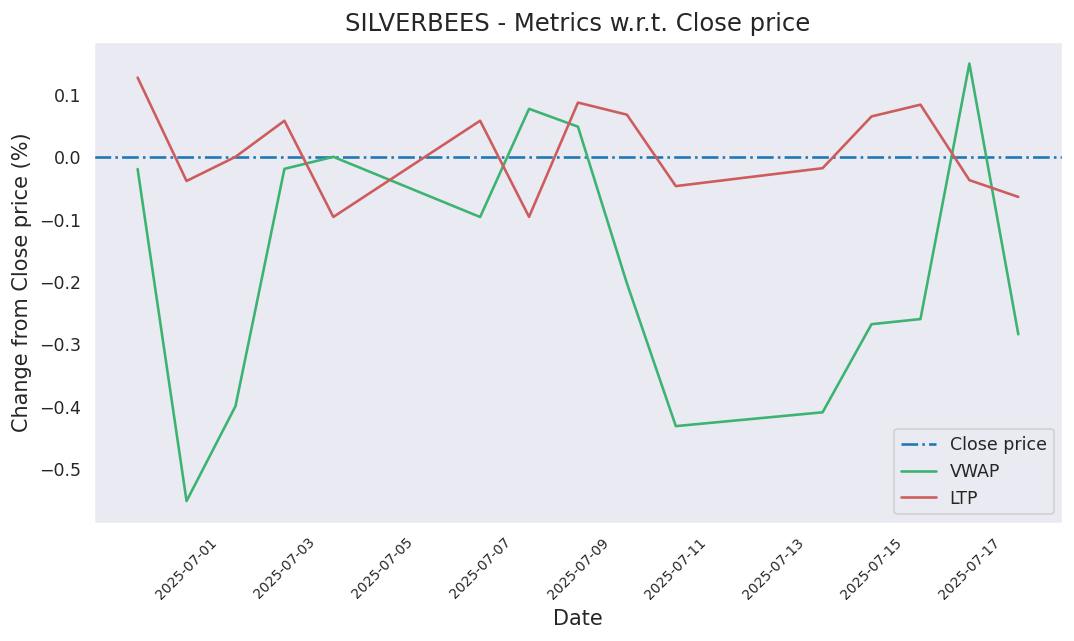 SILVERBEES - Metrics w.r.t. Close price
Change from Close price (%)
0.1
0.0
−0.1
−0.2
−0.3
−0.4
−0.5
Close price
VWAP
LTP
2025-07-01
2025-07-03
2025-07-05
2025-07-07
2025-07-09
2025-07-11
2025-07-13
2025-07-15
2025-07-17
Date